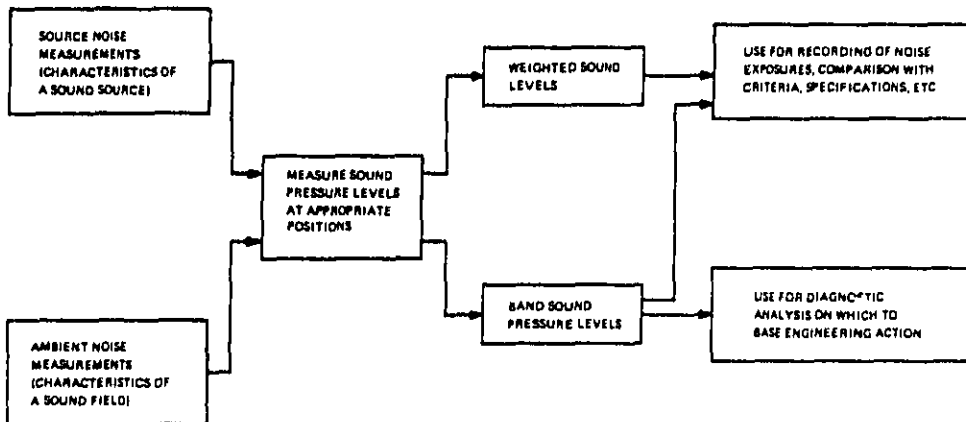 SOURCE NOISE
MEASUREMENTS
(CHARACTERISTICS OF
A SOUND SOURCE)
WEIGHTED SOUND
LEVELS
USE FOR RECORDING OF NOISE
EXPOSURES, COMPARISON WITH
CRITERIA, SPECIFICATIONS, ETC
MEASURE SOUND
PRESSURE LEVELS
AT APPROPRIATE
POSITIONS
BAND SOUND
PRESSURE LEVELS
USE FOR DIAGNOSTIC
ANALYSIS ON WHICH TO
BASE ENGINEERING ACTION
AMBIENT NOISE
MEASUREMENTS
(CHARACTERISTICS OF
A SOUND FIELD)